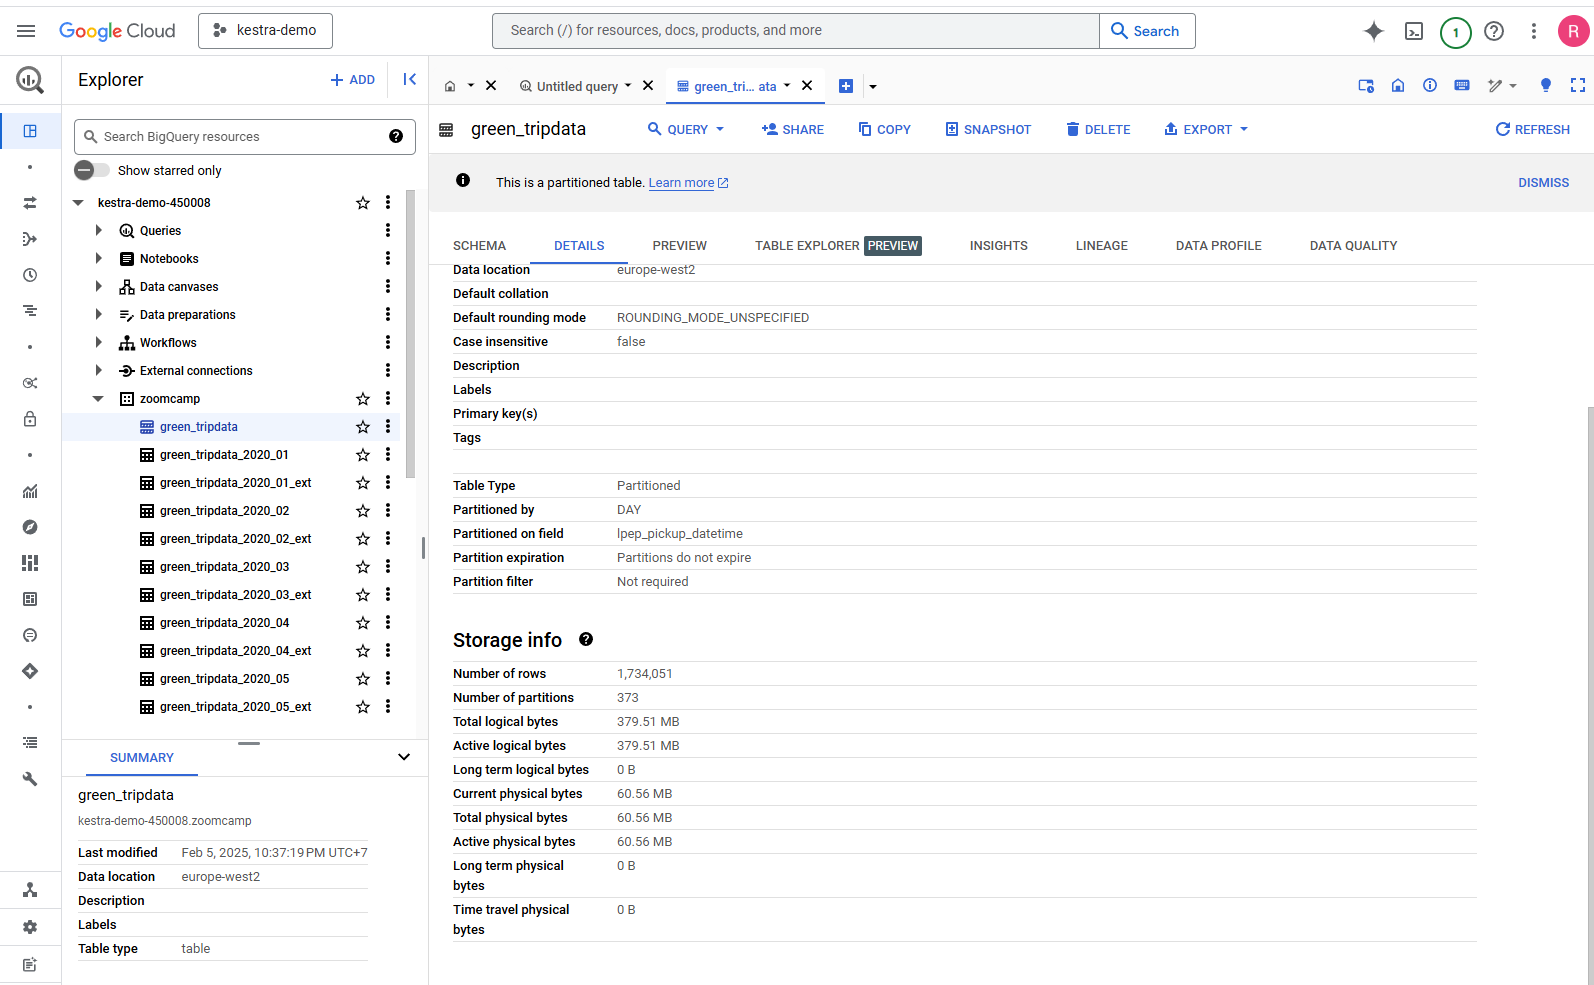 Google Cloud
kestra-demo
Search (/) for resources, docs, products, and more
Search
1
R
Explorer
ADD
Untitled query
green_tri... ata
Search BigQuery resources
Show starred only
kestra-demo-450008
Queries
Notebooks
Data canvases
Data preparations
Workflows
External connections
zoomcamp
green_tripdata
green_tripdata_2020_01
green_tripdata_2020_01_ext
green_tripdata_2020_02
green_tripdata_2020_02_ext
green_tripdata_2020_03
green_tripdata_2020_03_ext
green_tripdata_2020_04
green_tripdata_2020_04_ext
green_tripdata_2020_05
green_tripdata_2020_05_ext
SUMMARY
green_tripdata
kestra-demo-450008.zoomcamp
Last modified Feb 5, 2025, 10:37:19 PM UTC+7
Data location europe-west2
Description
Labels
Table type table
green_tripdata
QUERY
SHARE
COPY
SNAPSHOT
DELETE
EXPORT
REFRESH
This is a partitioned table. Learn more
DISMISS
SCHEMA
DETAILS
PREVIEW
TABLE EXPLORER PREVIEW
INSIGHTS
LINEAGE
DATA PROFILE
DATA QUALITY
Data location europe-west2
Default collation
Default rounding mode ROUNDING_MODE_UNSPECIFIED
Case insensitive false
Description
Labels
Primary key(s)
Tags
Table Type Partitioned
Partitioned by DAY
Partitioned on field lpep_pickup_datetime
Partition expiration Partitions do not expire
Partition filter Not required
Storage info
Number of rows 1,734,051
Number of partitions 373
Total logical bytes 379.51 MB
Active logical bytes 379.51 MB
Long term logical bytes 0 B
Current physical bytes 60.56 MB
Total physical bytes 60.56 MB
Active physical bytes 60.56 MB
Long term physical 0 B
bytes
Time travel physical 0 B
bytes